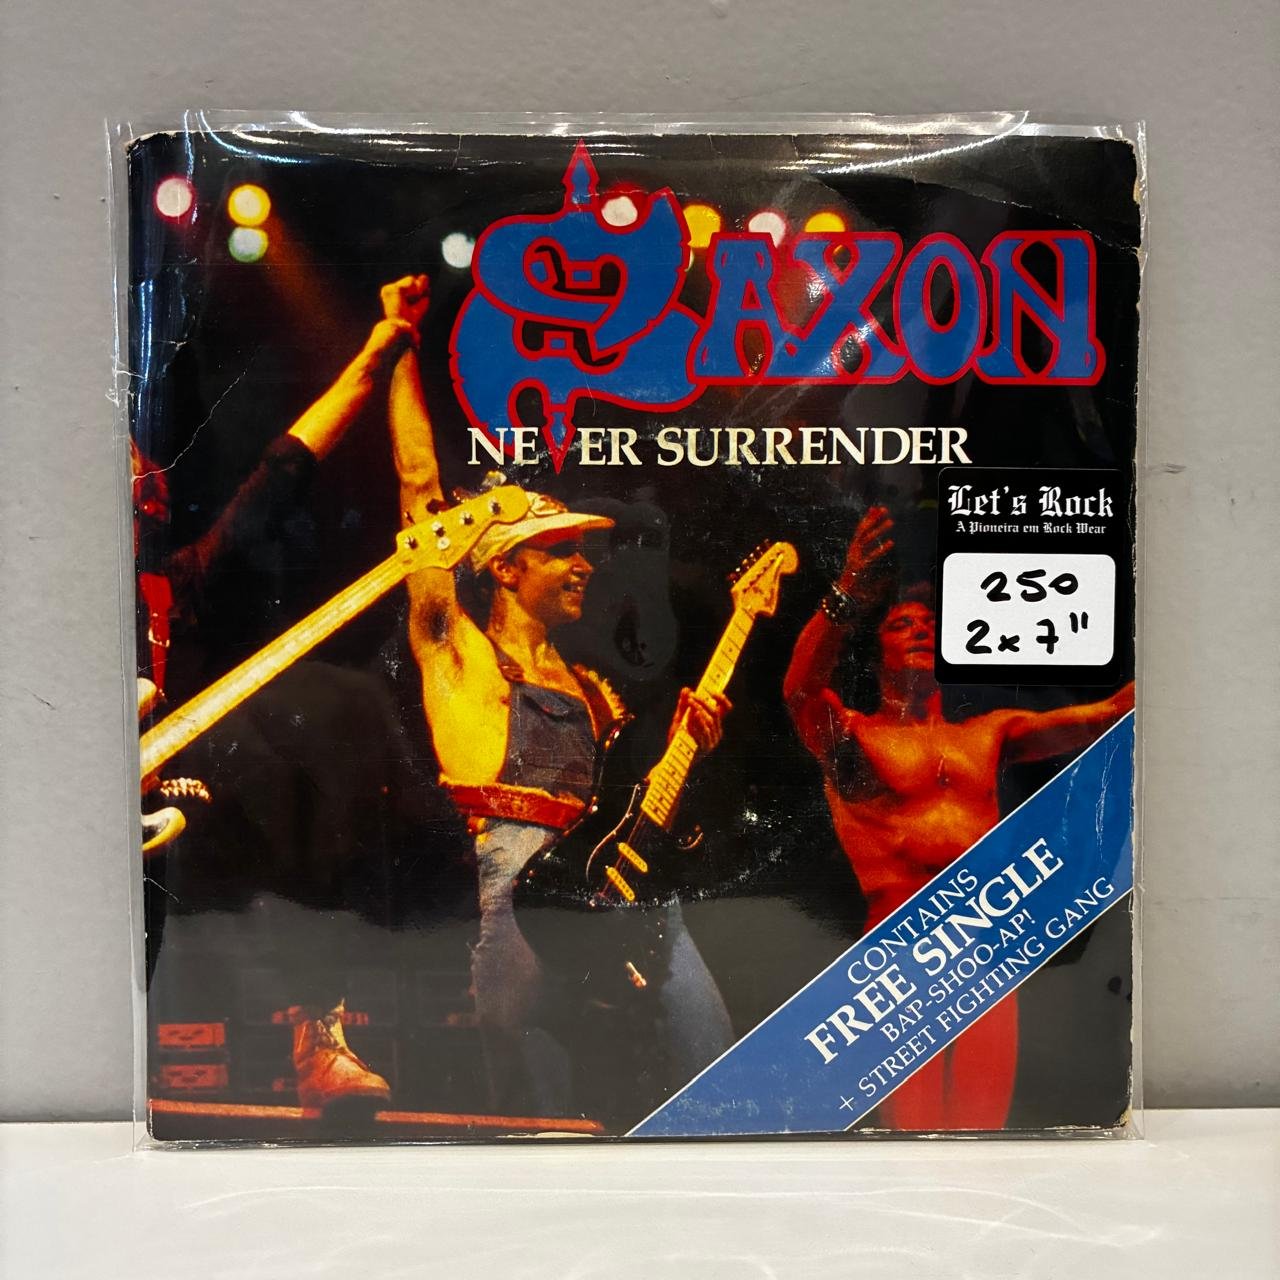 SAXON
NEVER SURRENDER
Let's Rock
A Pioneira em Rock Wear
250
2x7"
CONTAINS
FREE SINGLE
BAP-SHOO-AP!
+ STREET FIGHTING GANG